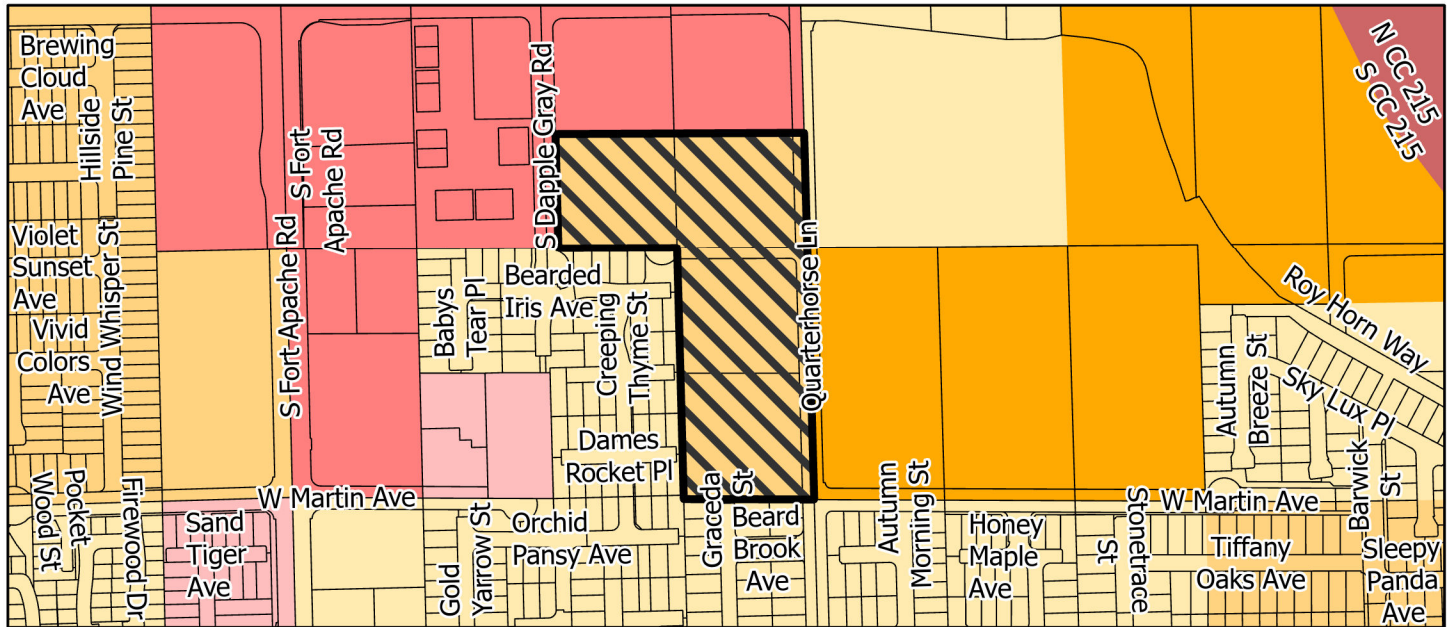 Brewing
Cloud
Ave
Hillside
Pine St
S Fort
Apache Rd
S Dapple Gray Rd
N CC 215
S CC 215
Violet
Sunset
Ave
Vivid
Colors
Ave
Wind Whisper St
S Fort Apache Rd
Babys
Tear Pl
Bearded
Iris Ave
Creeping
Thyme St
Quarterhorse Ln
Roy Horn Way
Autumn
Breeze St
Sky Lux Pl
Dames
Rocket Pl
Pocket
Wood St
Firewood Dr
W Martin Ave
Sand
Tiger
Ave
Gold
Yarrow St
Orchid
Pansy Ave
Graceda
St
Beard
Brook
Ave
Autumn
Morning St
Honey
Maple
Ave
Stonetrace
St
W Martin Ave
Tiffany
Oaks Ave
Barwick
St
Sleepy
Panda
Ave